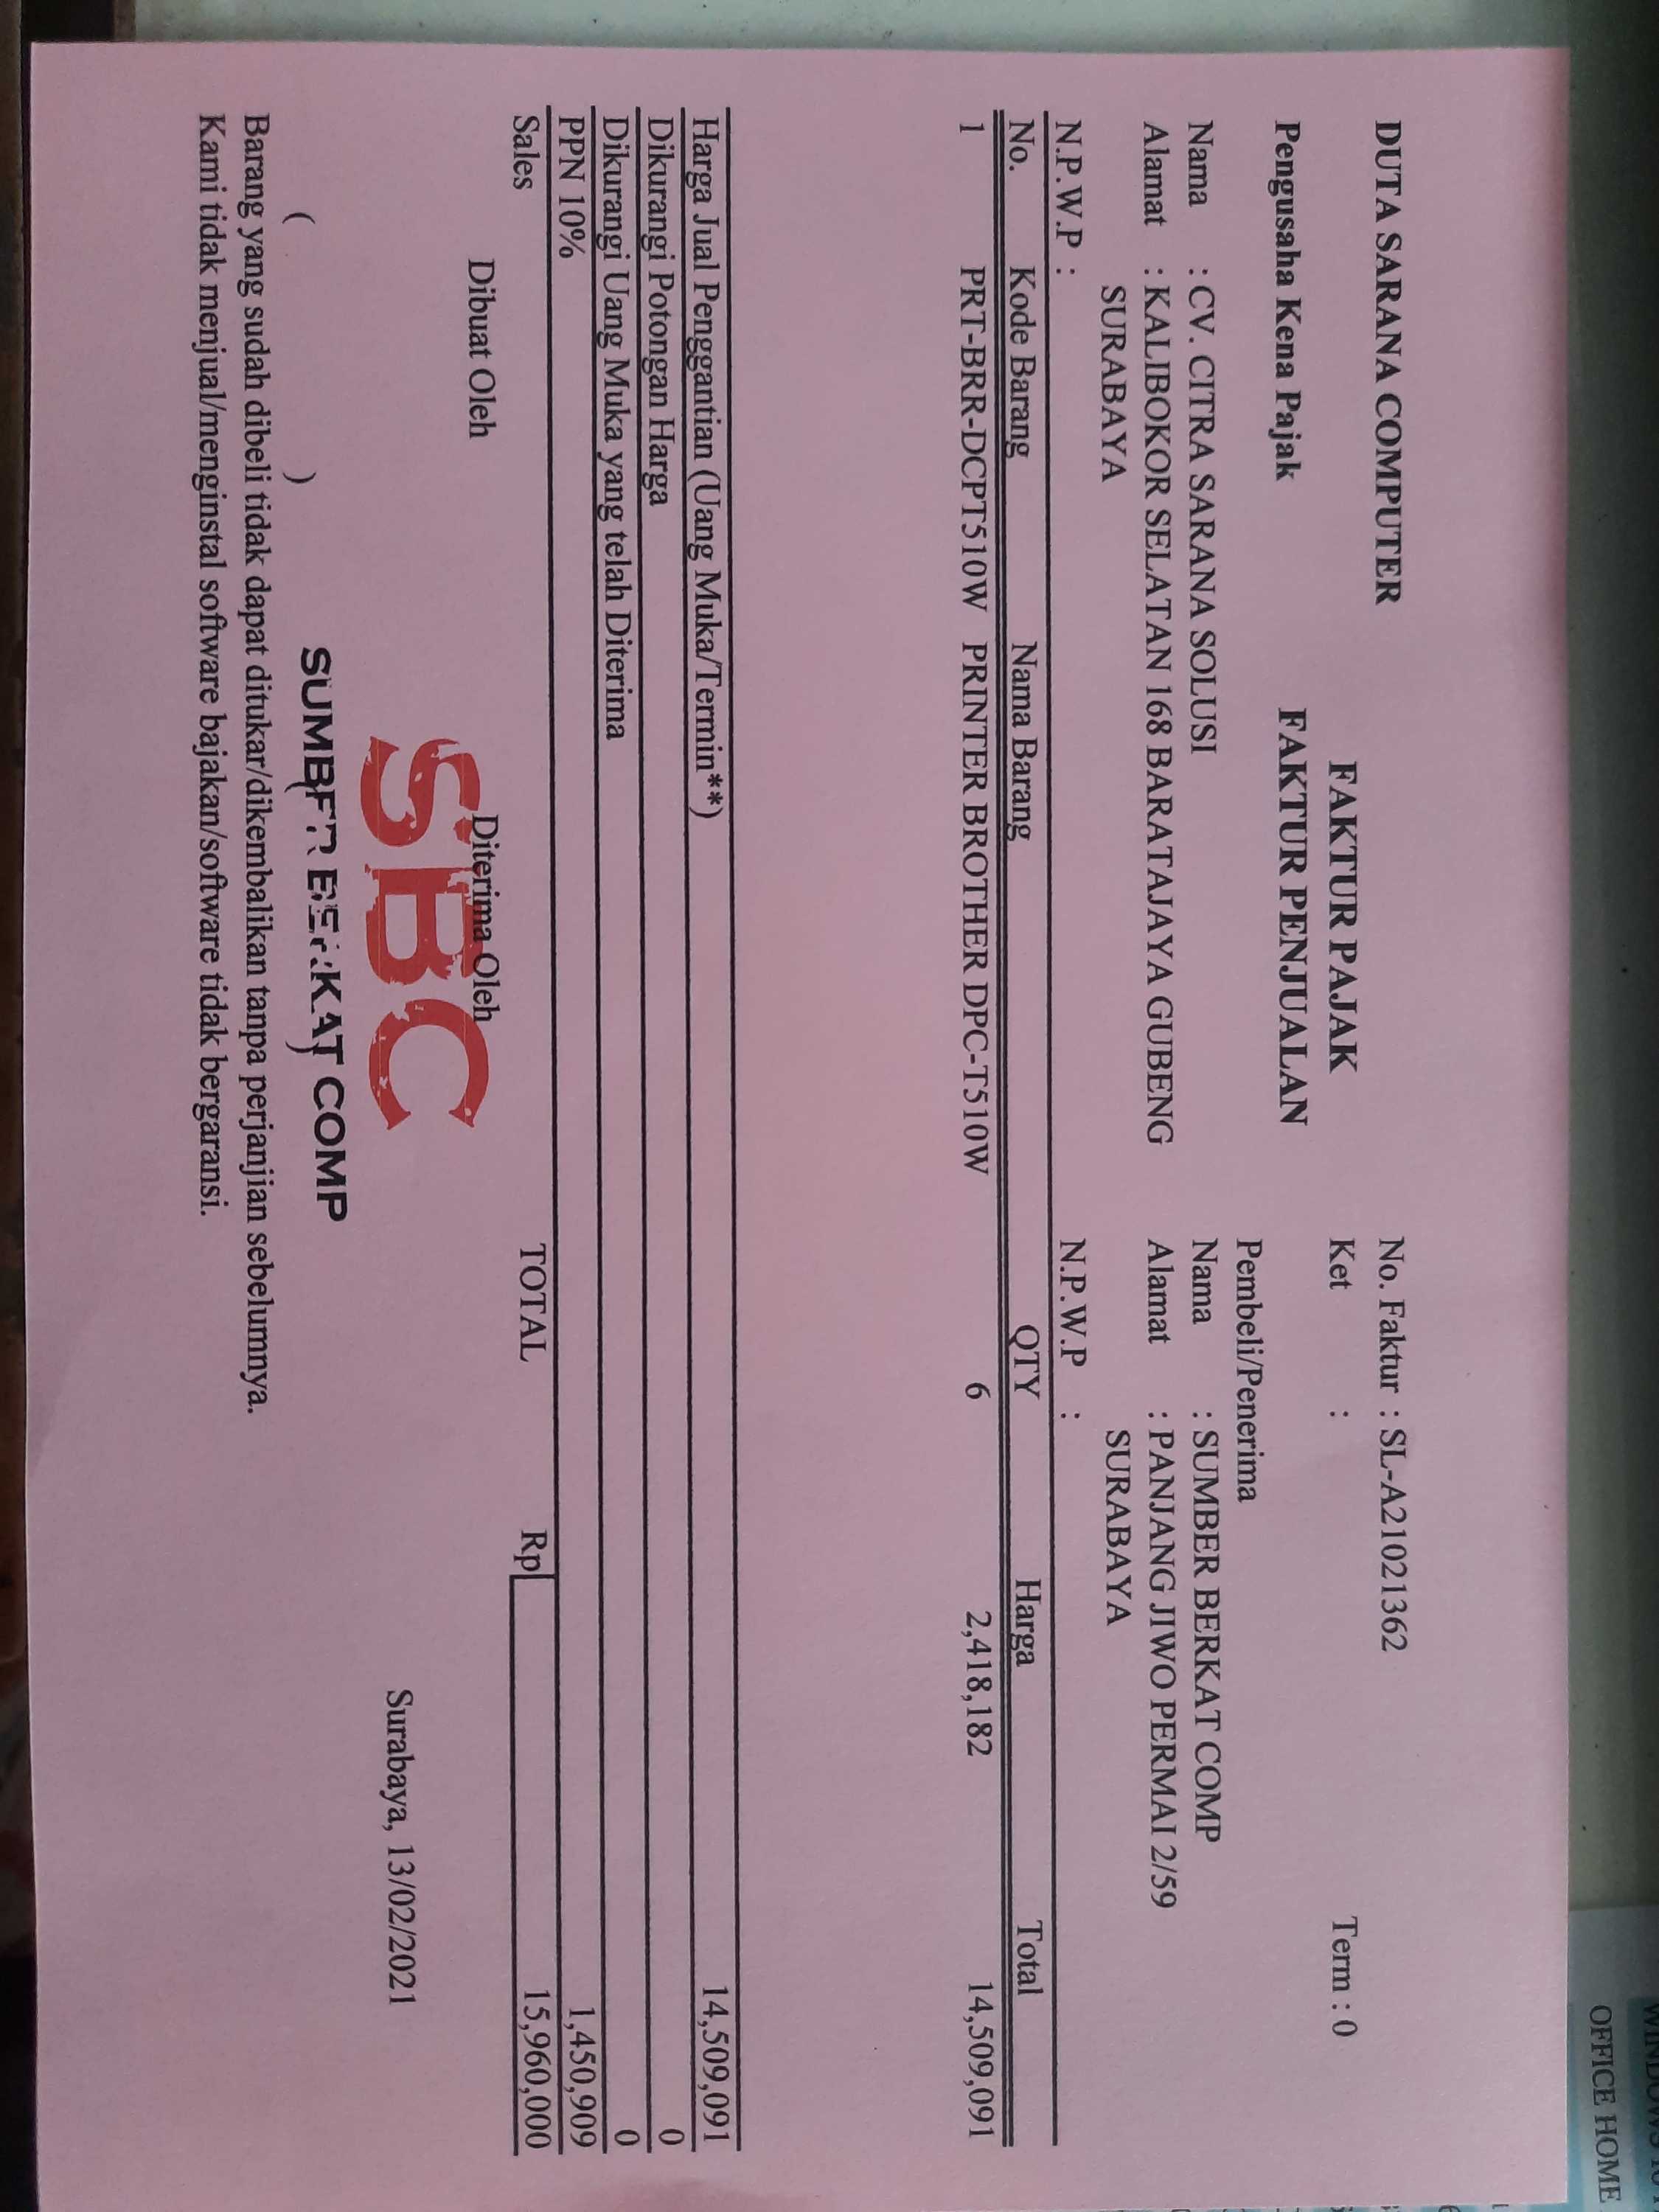 DUTA SARANA COMPUTER
No. Faktur : SL-A21021362
FAKTUR PAJAK
Ket :
Term : 0
Pengusaha Kena Pajak
FAKTUR PENJUALAN
Pembeli/Penerima
Nama : CV. CITRA SARANA SOLUSI
Nama : SUMBER BERKAT COMP
Alamat : KALIBOKOR SELATAN 168 BARATAJAYA GUBENG
Alamat : PANJANG JIWO PERMAI 2/59
SURABAYA
SURABAYA
N.P.W.P :
N.P.W.P :
No. Kode Barang Nama Barang QTY Harga Total
1 PRT-BRR-DCPT510W PRINTER BROTHER DPC-T510W 6 2,418,182 14,509,091
Harga Jual Penggantian (Uang Muka/Termin**) 14,509,091
Dikurangi Potongan Harga 0
Dikurangi Uang Muka yang telah Diterima 0
PPN 10% 1,450,909
Sales TOTAL Rp 15,960,000
Dibuat Oleh Diterima Oleh
SBC
Surabaya, 13/02/2021
SUMBER BERKAT COMP
( ) ( )
Barang yang sudah dibeli tidak dapat ditukar/dikembalikan tanpa perjanjian sebelumnya.
Kami tidak menjual/menginstal software bajakan/software tidak bergaransi.
OFFICE HOME